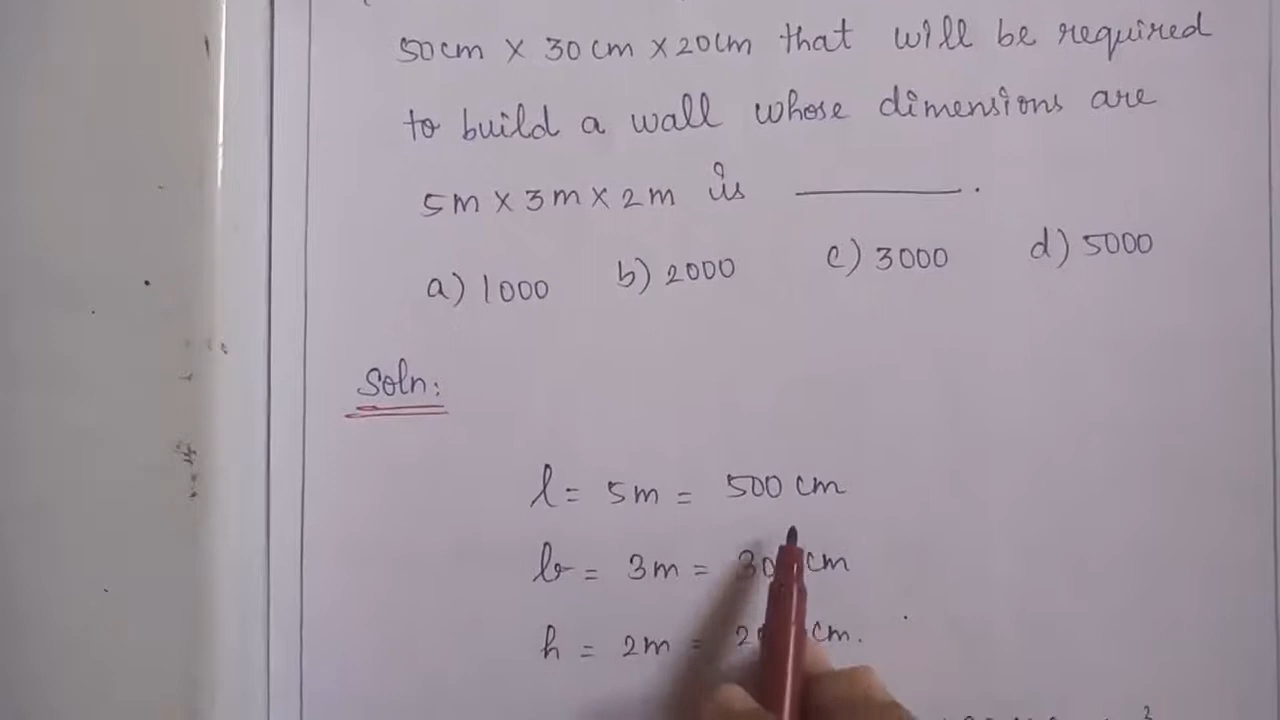 50cm × 30cm × 20cm that will be required
to build a wall whose dimensions are
5m × 3m × 2m is ________.
a) 1000 b) 2000 c) 3000 d) 5000
Soln:
l = 5m = 500 cm
b = 3m = cm
h = 2m = cm.